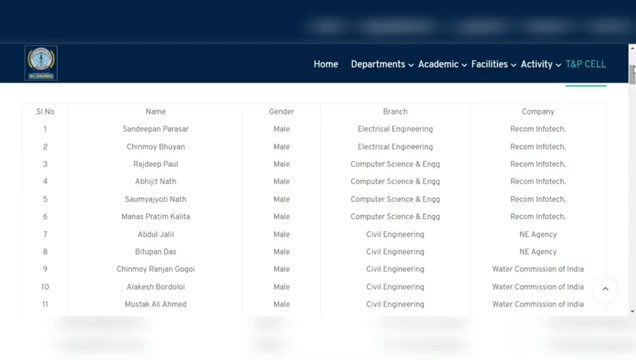 Home Departments Academic Facilities Activity T&P CELL
Sl No Name Gender Branch Company
1 Sandeepan Parasar Male Electrical Engineering Recom Infotech.
2 Chinmoy Bhuyan Male Electrical Engineering Recom Infotech.
3 Rajdeep Paul Male Computer Science & Engg Recom Infotech.
4 Abhijit Nath Male Computer Science & Engg Recom Infotech.
5 Saumyajyoti Nath Male Computer Science & Engg Recom Infotech.
6 Manas Pratim Kalita Male Computer Science & Engg Recom Infotech.
7 Abdul Jalil Male Civil Engineering NE Agency
8 Bitupan Das Male Civil Engineering NE Agency
9 Chinmoy Ranjan Gogoi Male Civil Engineering Water Commission of India
10 Alakesh Bordoloi Male Civil Engineering Water Commission of India
11 Mustak Ali Ahmed Male Civil Engineering Water Commission of India